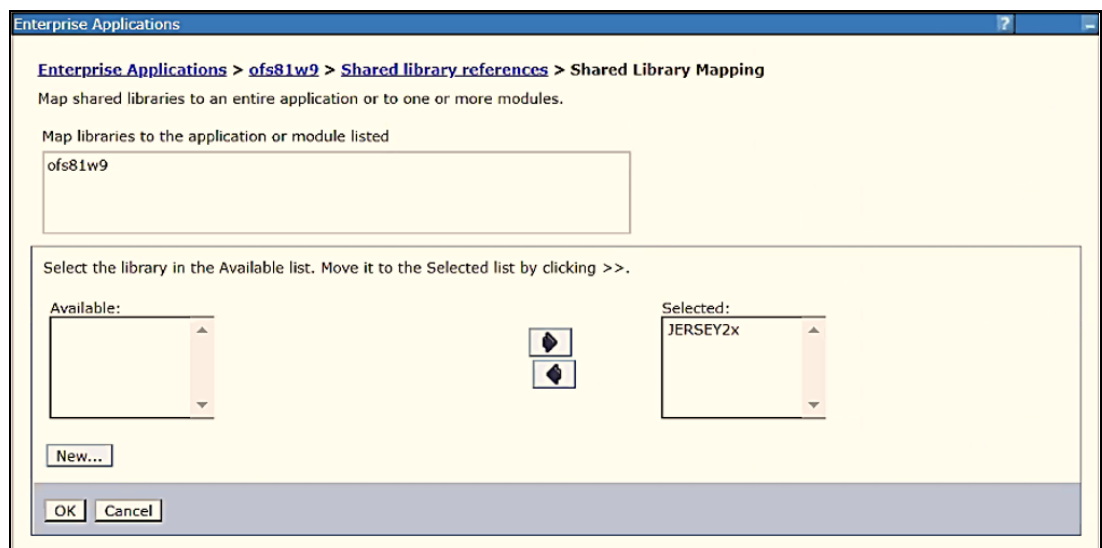 Enterprise Applications ?
Enterprise Applications > ofs81w9 > Shared library references > Shared Library Mapping
Map shared libraries to an entire application or to one or more modules.
Map libraries to the application or module listed
ofs81w9
Select the library in the Available list. Move it to the Selected list by clicking >>.
Available: Selected:
JERSEY2x
New...
OK Cancel